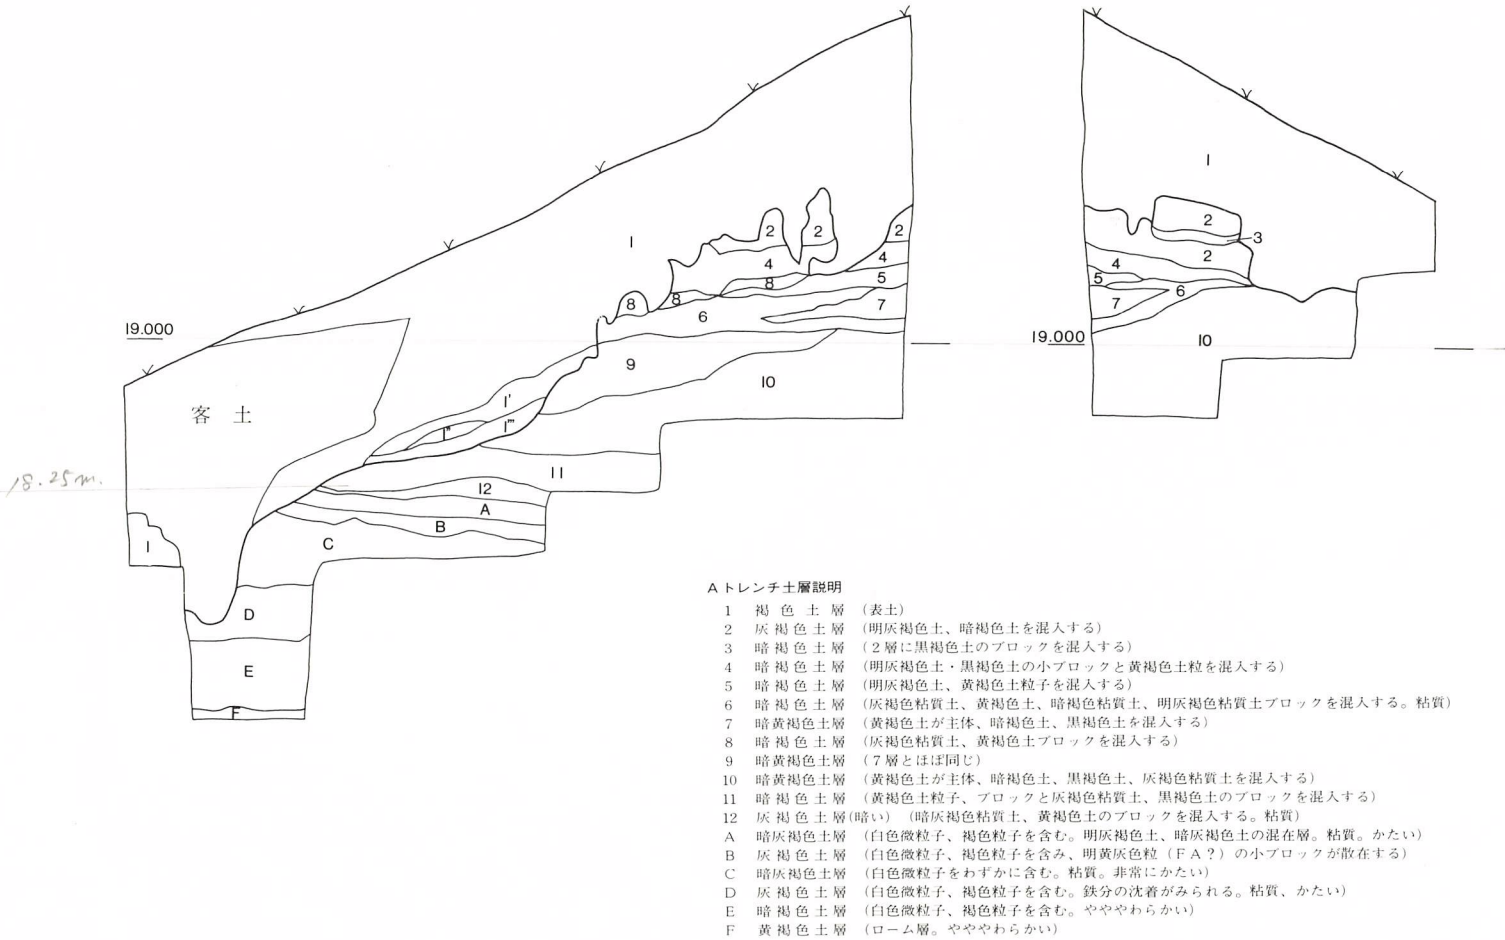 1
2
2
2
2
3
1
4
4
2
4
8
5
5
6
8
8
7
7
6
19.000
19.000
10
9
10
1'
客 土
1"
1'''
18.25m.
11
12
A
B
1
C
D
E
F
A トレンチ土層説明
1 褐色土層 (表土)
2 灰褐色土層 (明灰褐色土、暗褐色土を混入する)
3 暗褐色土層 (2層に黒褐色土のブロックを混入する)
4 暗褐色土層 (明灰褐色土・黒褐色土の小ブロックと黄褐色土粒を混入する)
5 暗褐色土層 (明灰褐色土、黄褐色土粒子を混入する)
6 暗褐色土層 (灰褐色粘質土、黄褐色土、暗褐色粘質土、明灰褐色粘質土ブロックを混入する。粘質)
7 暗黄褐色土層 (黄褐色土が主体、暗褐色土、黒褐色土を混入する)
8 暗褐色土層 (灰褐色粘質土、黄褐色土ブロックを混入する)
9 暗黄褐色土層 (7層とほぼ同じ)
10 暗黄褐色土層 (黄褐色土が主体、暗褐色土、黒褐色土、灰褐色粘質土を混入する)
11 暗褐色土層 (黄褐色土粒子、ブロックと灰褐色粘質土、黒褐色土のブロックを混入する)
12 灰褐色土層(暗い) (暗灰褐色粘質土、黄褐色土のブロックを混入する。粘質)
A 暗灰褐色土層 (白色微粒子、褐色粒子を含む。明灰褐色土、暗灰褐色土の混在層。粘質。かたい)
B 灰褐色土層 (白色微粒子、褐色粒子を含み、明黄灰色粒(FA?)の小ブロックが散在する)
C 暗灰褐色土層 (白色微粒子をわずかに含む。粘質。非常にかたい)
D 灰褐色土層 (白色微粒子、褐色粒子を含む。鉄分の沈着がみられる。粘質、かたい)
E 暗褐色土層 (白色微粒子、褐色粒子を含む。ややややわらかい)
F 黄褐色土層 (ローム層。ややややわらかい)